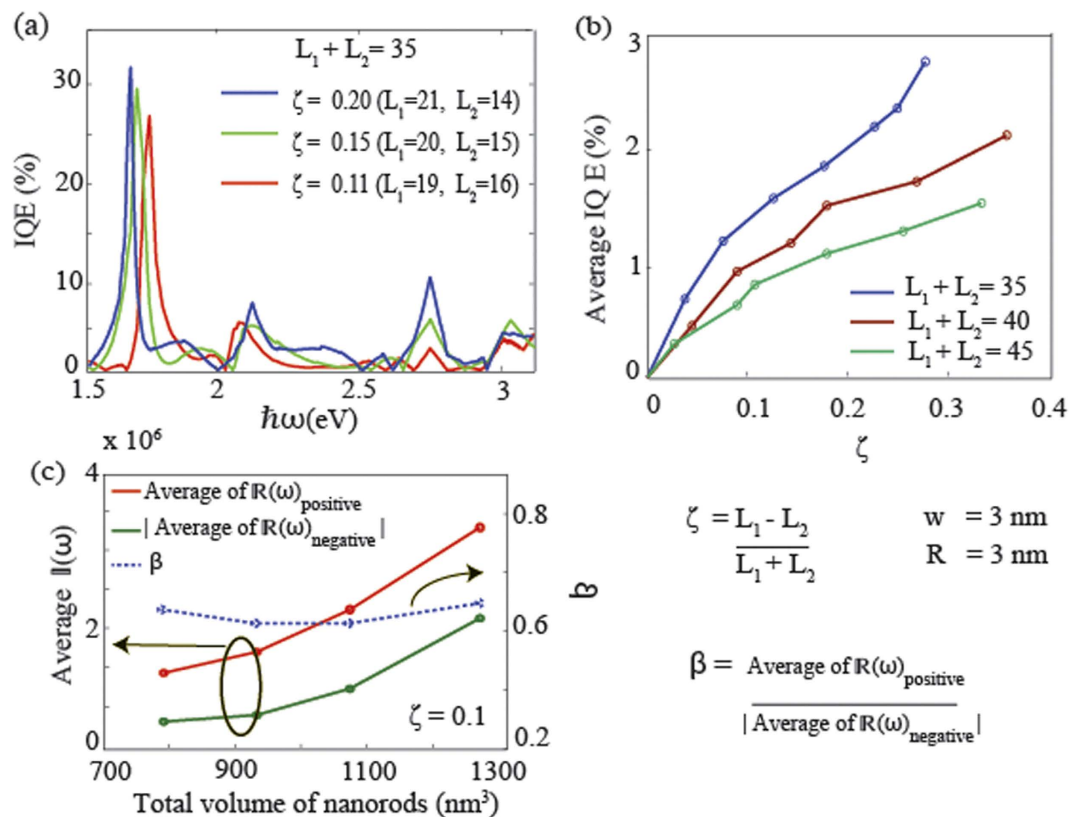 (a)
L₁ + L₂ = 35
ζ = 0.20 (L₁=21, L₂=14)
ζ = 0.15 (L₁=20, L₂=15)
ζ = 0.11 (L₁=19, L₂=16)
IQE (%)
30
20
10
0
1.5 2 2.5 3
ħω(eV)
(b)
Average IQ E (%)
3
2
1
0
0 0.1 0.2 0.3 0.4
ζ
L₁ + L₂ = 35
L₁ + L₂ = 40
L₁ + L₂ = 45
x 10⁶
(c)
Average 𝕀(ω)
4
2
0
Average of ℝ(ω)positive
| Average of ℝ(ω)negative |
β
0.8
0.6
0.4
0.2
β
ζ = 0.1
700 900 1100 1300
Total volume of nanorods (nm³)
ζ = L₁ - L₂
L₁ + L₂
w = 3 nm
R = 3 nm
β = Average of ℝ(ω)positive
| Average of ℝ(ω)negative |